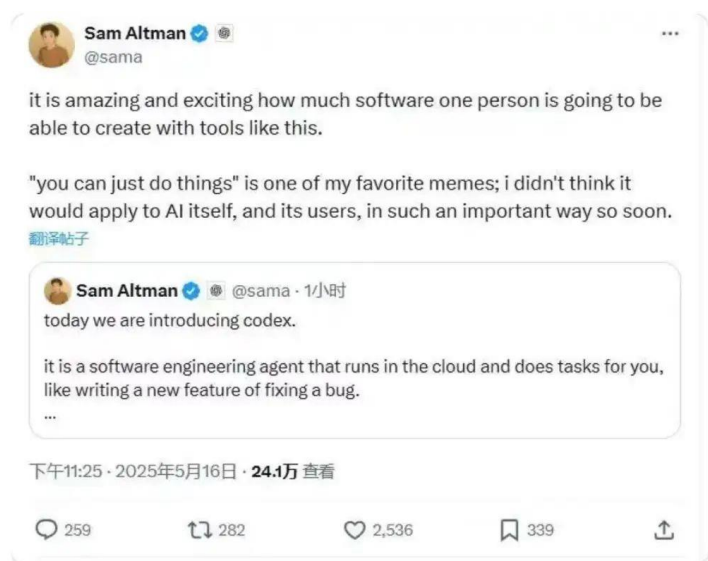 Sam Altman
@sama
it is amazing and exciting how much software one person is going to be
able to create with tools like this.
"you can just do things" is one of my favorite memes; i didn't think it
would apply to AI itself, and its users, in such an important way so soon.
翻译帖子
Sam Altman @sama · 1小时
today we are introducing codex.
it is a software engineering agent that runs in the cloud and does tasks for you,
like writing a new feature of fixing a bug.
...
下午11:25 · 2025年5月16日 · 24.1万 查看
259 282 2,536 339